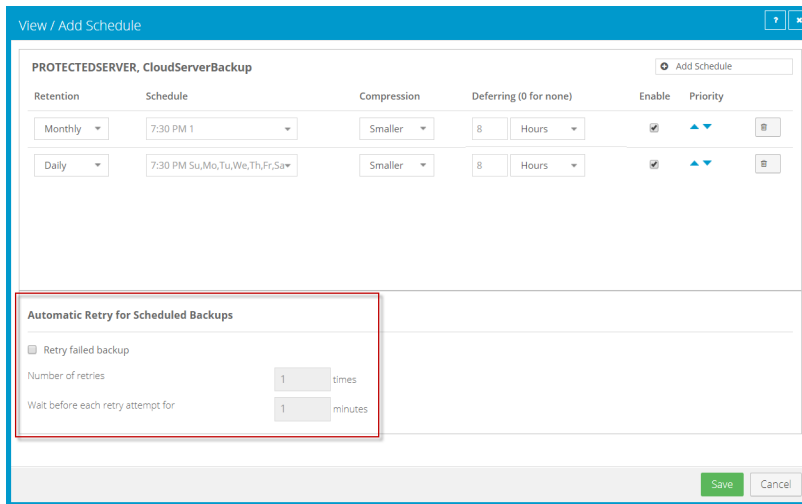 View / Add Schedule ? ×
PROTECTEDSERVER, CloudServerBackup Add Schedule
Retention Schedule Compression Deferring (0 for none) Enable Priority
Monthly 7:30 PM 1 Smaller 8 Hours
Daily 7:30 PM Su,Mo,Tu,We,Th,Fr,Sa Smaller 8 Hours
Automatic Retry for Scheduled Backups
Retry failed backup
Number of retries 1 times
Wait before each retry attempt for 1 minutes
Save Cancel